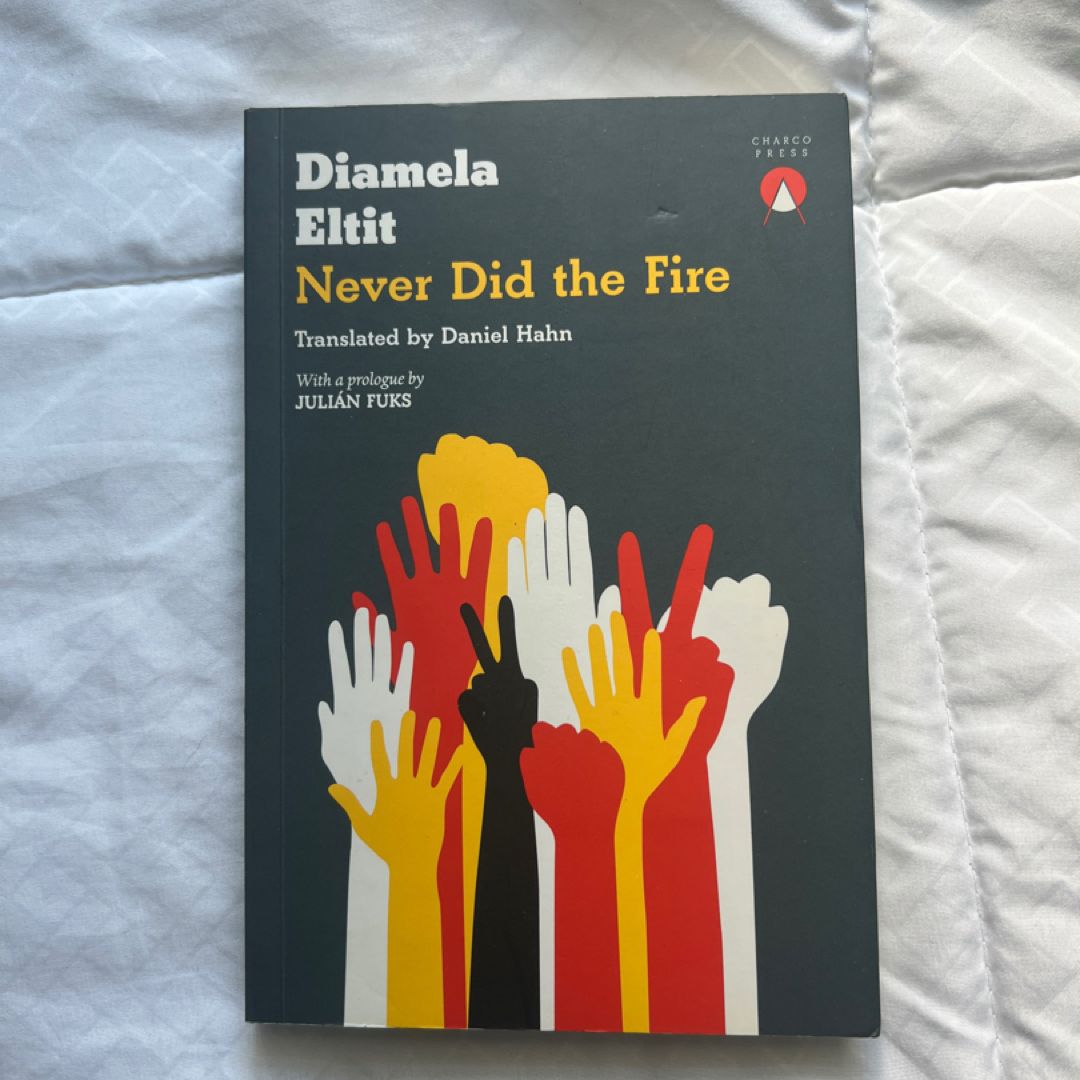 CHARCO
PRESS
Diamela
Eltit
Never Did the Fire
Translated by Daniel Hahn
With a prologue by
JULIÁN FUKS